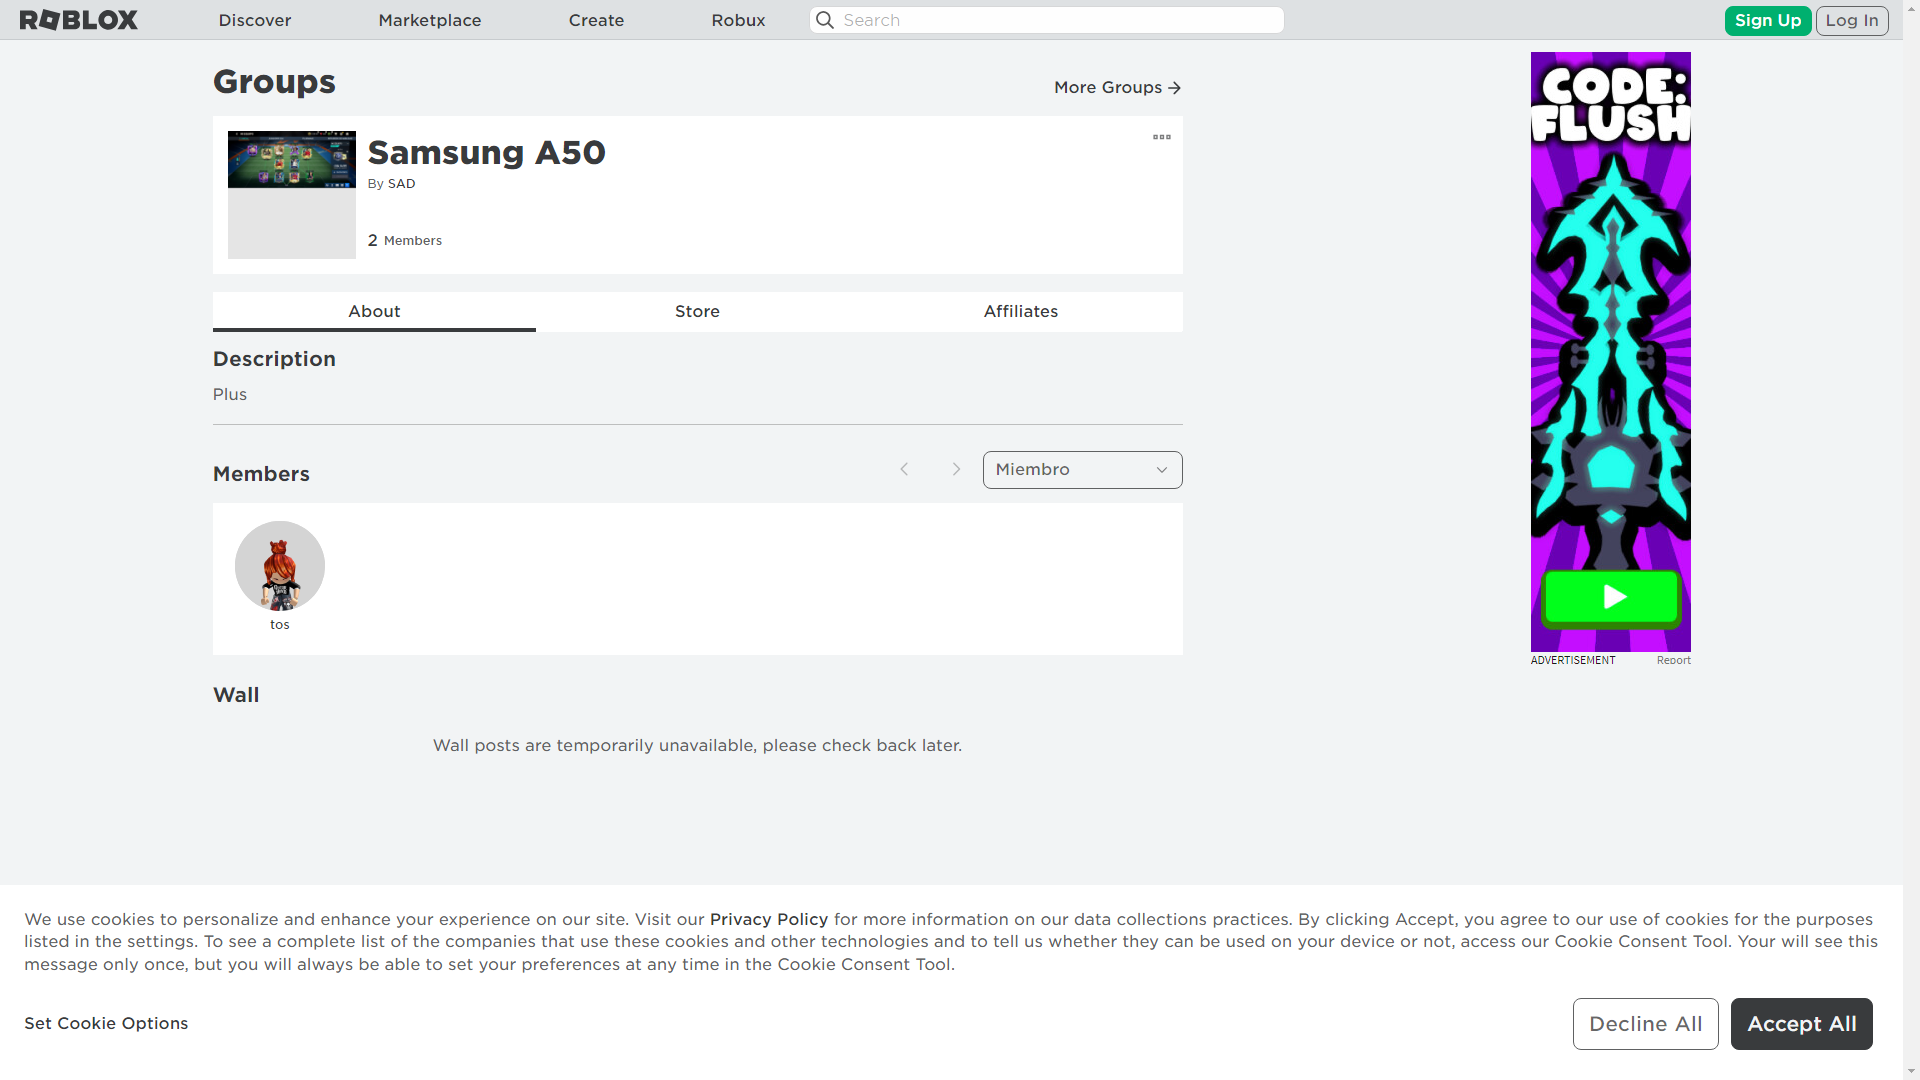 ROBLOX
Discover
Marketplace
Create
Robux
Search
Sign Up
Log In
Groups
More Groups
Samsung A50
By SAD
2 Members
About
Store
Affiliates
Description
Plus
Members
Miembro
tos
Wall
Wall posts are temporarily unavailable, please check back later.
CODE:
FLUSH
ADVERTISEMENT
Report
We use cookies to personalize and enhance your experience on our site. Visit our Privacy Policy for more information on our data collections practices. By clicking Accept, you agree to our use of cookies for the purposes
listed in the settings. To see a complete list of the companies that use these cookies and other technologies and to tell us whether they can be used on your device or not, access our Cookie Consent Tool. Your will see this
message only once, but you will always be able to set your preferences at any time in the Cookie Consent Tool.
Set Cookie Options
Decline All
Accept All